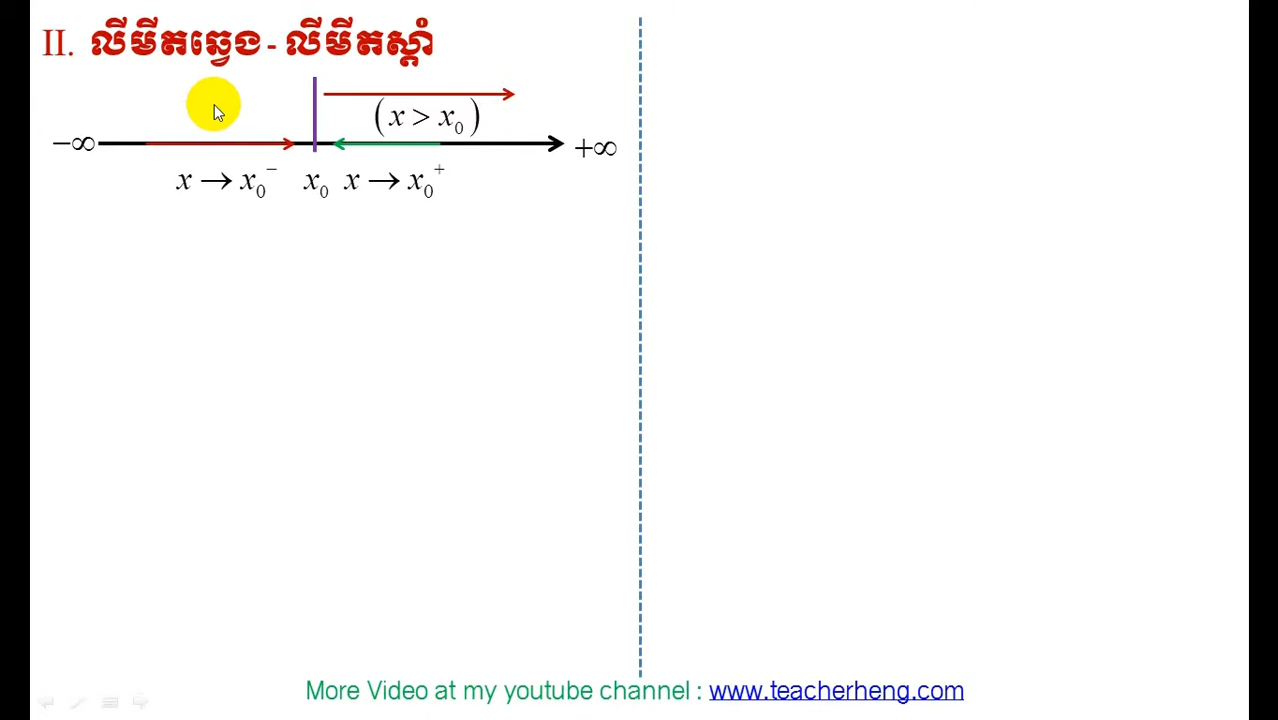 II. លីមីតឆ្វេង - លីមីតស្តាំ
(x > x₀)
−∞ +∞
x → x₀⁻ x₀ x → x₀⁺
More Video at my youtube channel : www.teacherheng.com